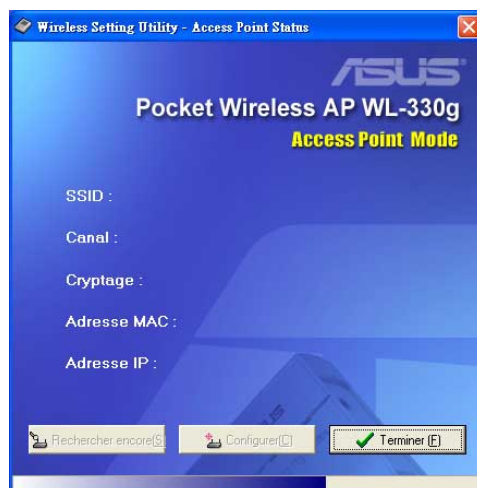 Wireless Setting Utility - Access Point Status
ASUS
Pocket Wireless AP WL-330g
Access Point Mode
SSID :
Canal :
Cryptage :
Adresse MAC :
Adresse IP :
Rechercher encore(S
Configurer(C)
Terminer (F)